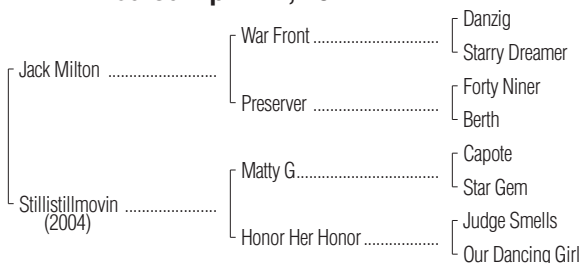 Danzig
War Front ..............................
Starry Dreamer
Jack Milton ..........................
Forty Niner
Preserver ..............................
Berth
Capote
Matty G..................................
Star Gem
Stillistillmovin ......................
(2004)
Judge Smells
Honor Her Honor ..................
Our Dancing Girl